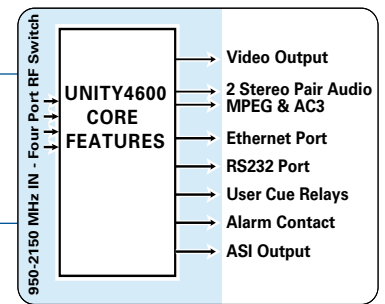 950-2150 MHz IN - Four Port RF Switch
UNITY4600
CORE
FEATURES
Video Output
2 Stereo Pair Audio
MPEG & AC3
Ethernet Port
RS232 Port
User Cue Relays
Alarm Contact
ASI Output